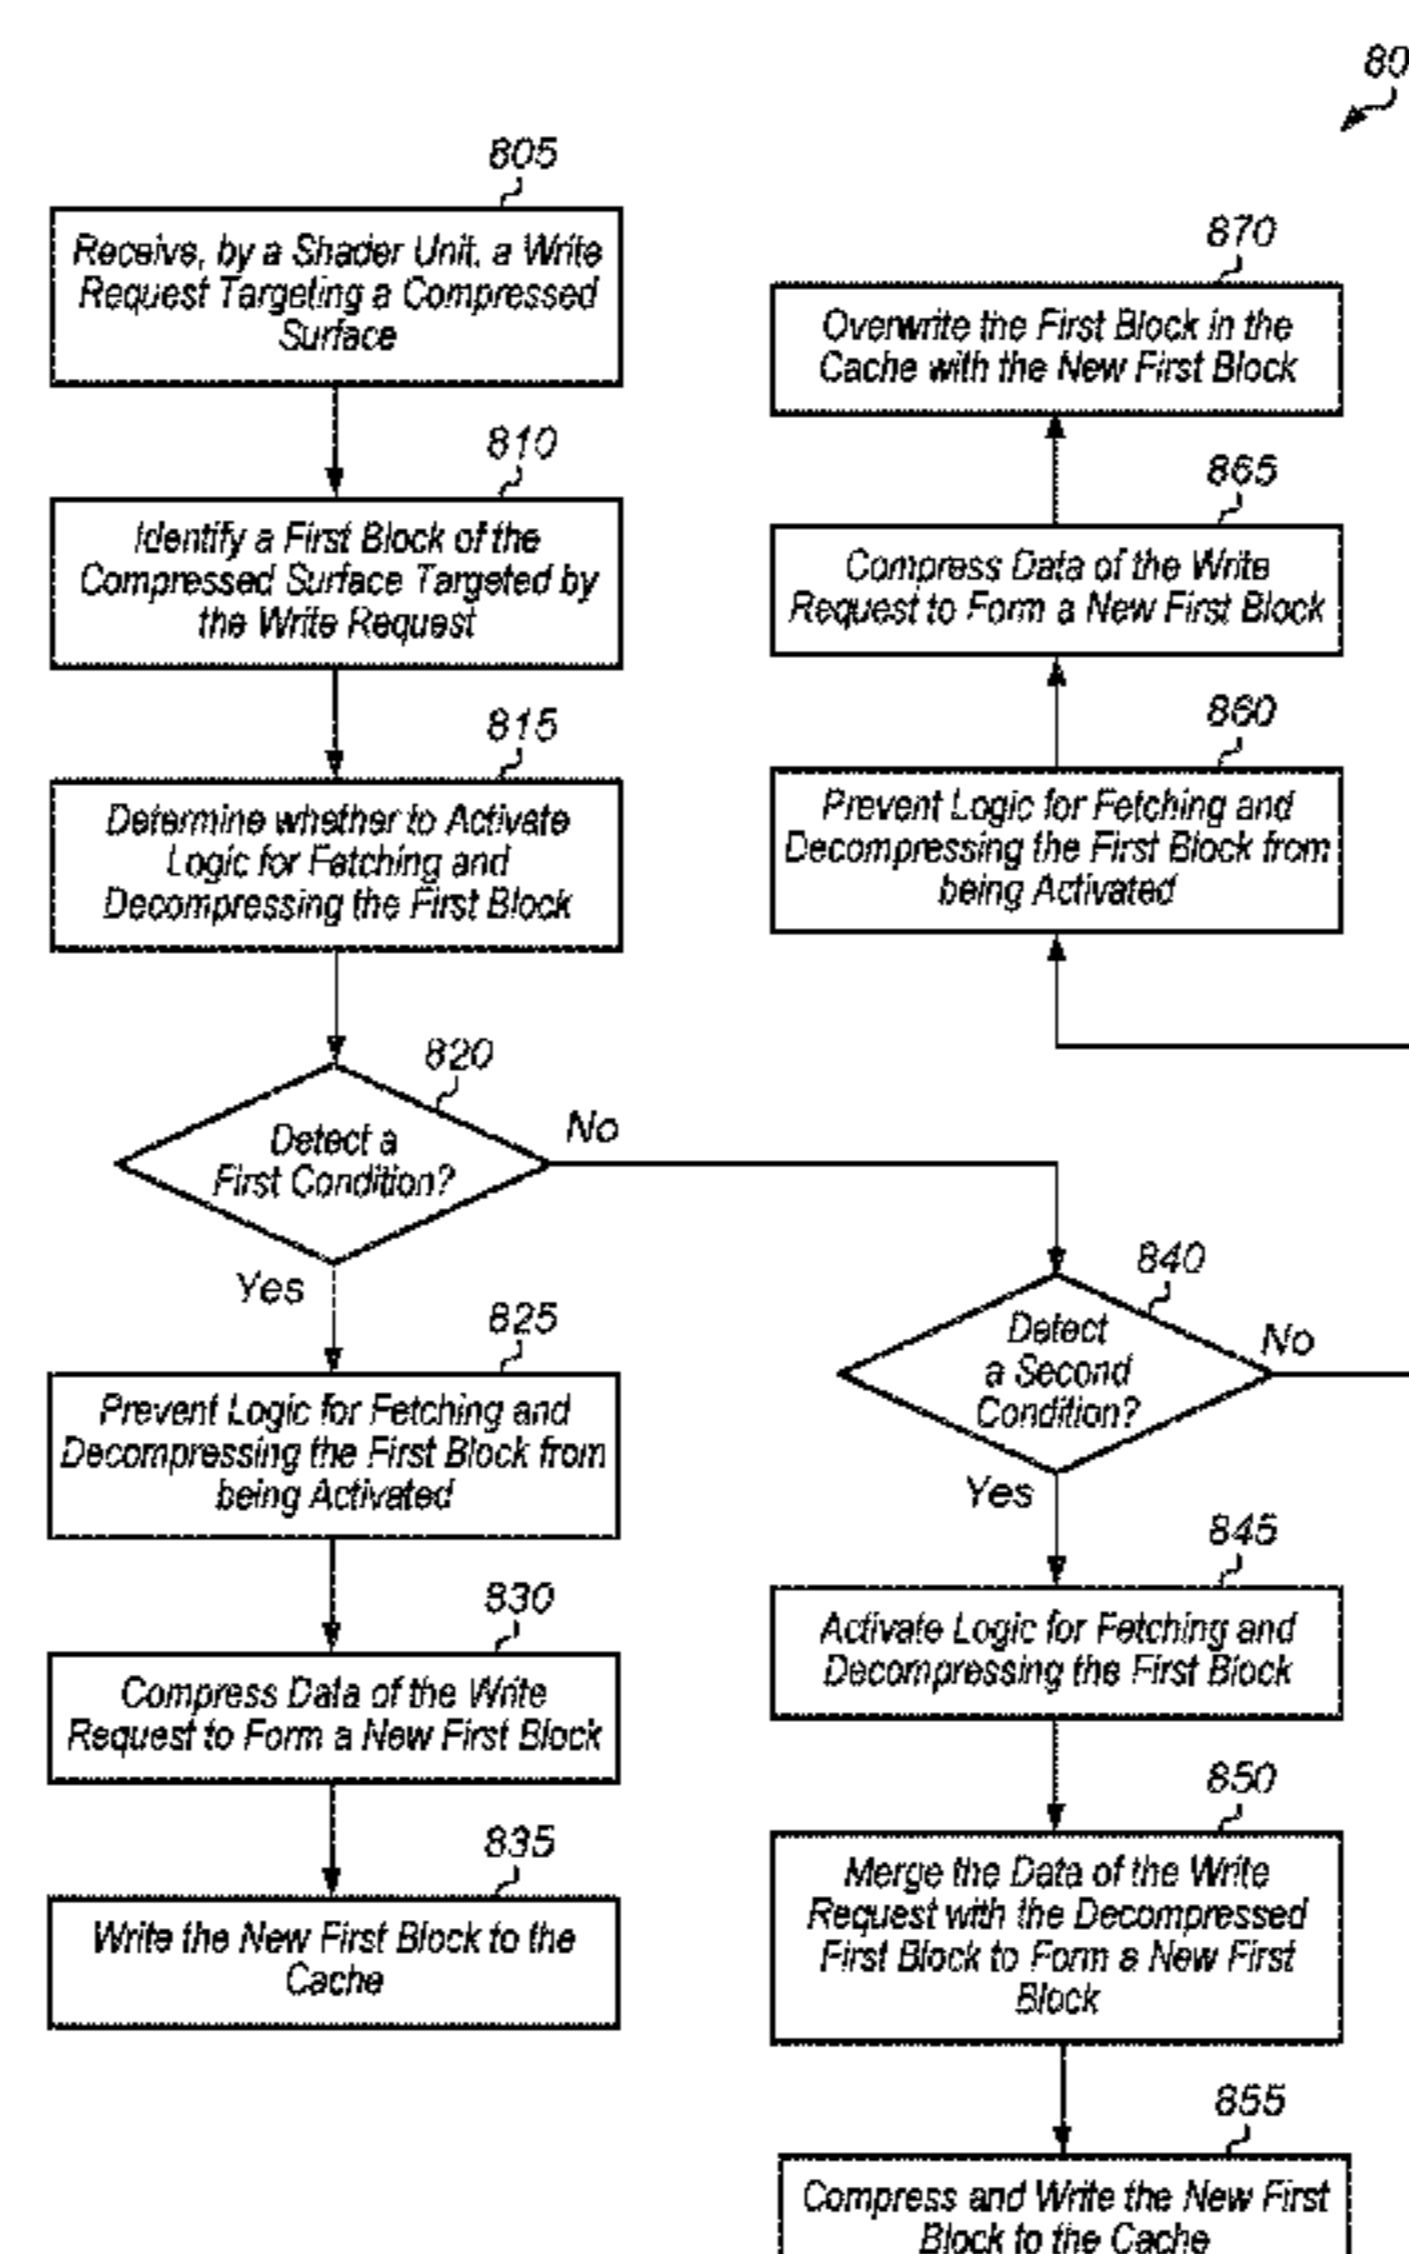 80
805
Receive, by a Shader Unit, a Write
Request Targeting a Compressed
Surface
810
Identify a First Block of the
Compressed Surface Targeted by
the Write Request
815
Determine whether to Activate
Logic for Fetching and
Decompressing the First Block
820
Detect a
First Condition?
No
Yes
825
Prevent Logic for Fetching and
Decompressing the First Block from
being Activated
830
Compress Data of the Write
Request to Form a New First Block
835
Write the New First Block to the
Cache
870
Overwrite the First Block in the
Cache with the New First Block
865
Compress Data of the Write
Request to Form a New First Block
860
Prevent Logic for Fetching and
Decompressing the First Block from
being Activated
840
Detect
a Second
Condition?
No
Yes
845
Activate Logic for Fetching and
Decompressing the First Block
850
Merge the Data of the Write
Request with the Decompressed
First Block to Form a New First
Block
855
Compress and Write the New First
Block to the Cache